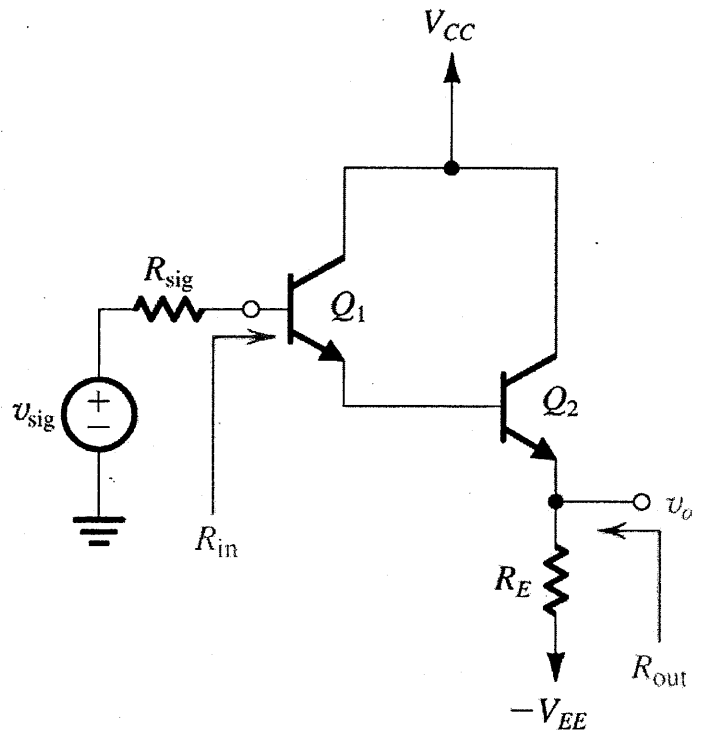 V_CC
R_sig
Q_1
v_sig
+
−
Q_2
R_in
v_o
R_E
R_out
−V_EE